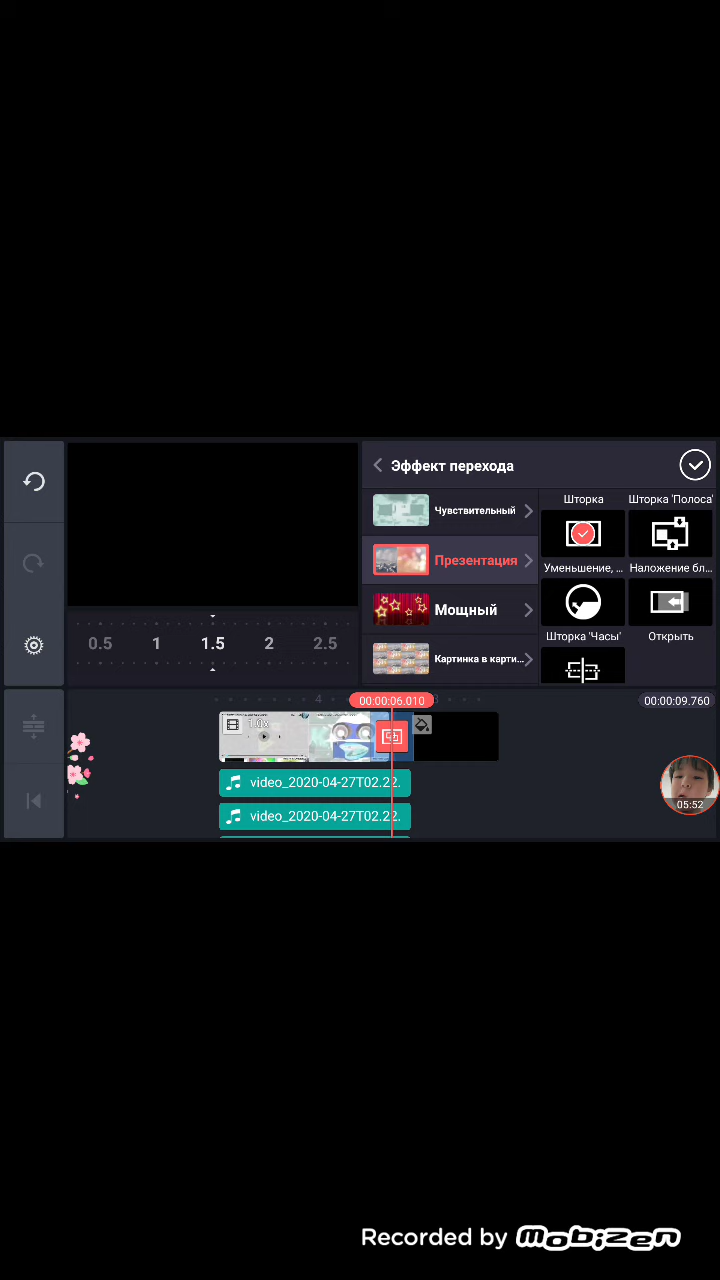 Эффект перехода
Чувствительный
Презентация
Мощный
Картинка в карти...
Шторка
Шторка 'Полоса'
Уменьшение, ...
Наложение бл...
Шторка 'Часы'
Открыть
0.5 1 1.5 2 2.5
4
00:00:06.010
8
00:00:09.760
1.0x
video_2020-04-27T02.22.
video_2020-04-27T02.22.
05:52
Recorded by mobizen